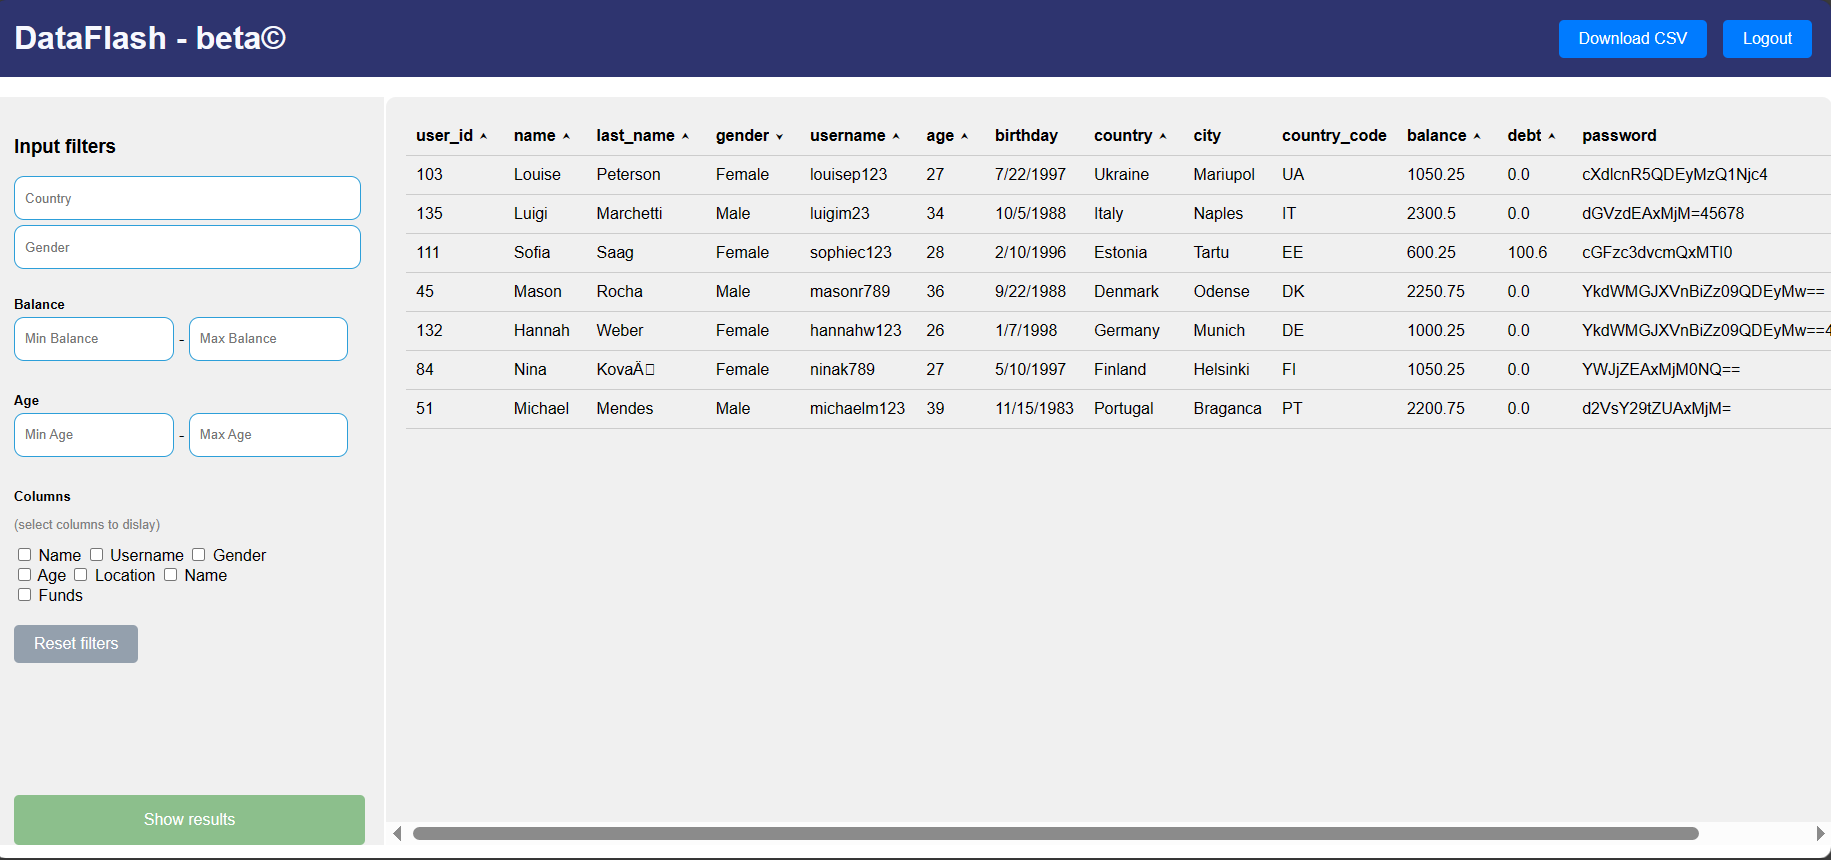 DataFlash - beta©
Download CSV Logout
Input filters
Country
Gender
Balance
Min Balance - Max Balance
Age
Min Age - Max Age
Columns
(select columns to dislay)
Name Username Gender
Age Location Name
Funds
Reset filters
Show results
user_id name last_name gender username age birthday country city country_code balance debt password
103 Louise Peterson Female louisep123 27 7/22/1997 Ukraine Mariupol UA 1050.25 0.0 cXdlcnR5QDEyMzQ1Njc4
135 Luigi Marchetti Male luigim23 34 10/5/1988 Italy Naples IT 2300.5 0.0 dGVzdEAxMjM=45678
111 Sofia Saag Female sophiec123 28 2/10/1996 Estonia Tartu EE 600.25 100.6 cGFzc3dvcmQxMTI0
45 Mason Rocha Male masonr789 36 9/22/1988 Denmark Odense DK 2250.75 0.0 YkdWMGJXVnBiZz09QDEyMw==
132 Hannah Weber Female hannahw123 26 1/7/1998 Germany Munich DE 1000.25 0.0 YkdWMGJXVnBiZz09QDEyMw==4
84 Nina KovaÄ Female ninak789 27 5/10/1997 Finland Helsinki FI 1050.25 0.0 YWJjZEAxMjM0NQ==
51 Michael Mendes Male michaelm123 39 11/15/1983 Portugal Braganca PT 2200.75 0.0 d2VsY29tZUAxMjM=